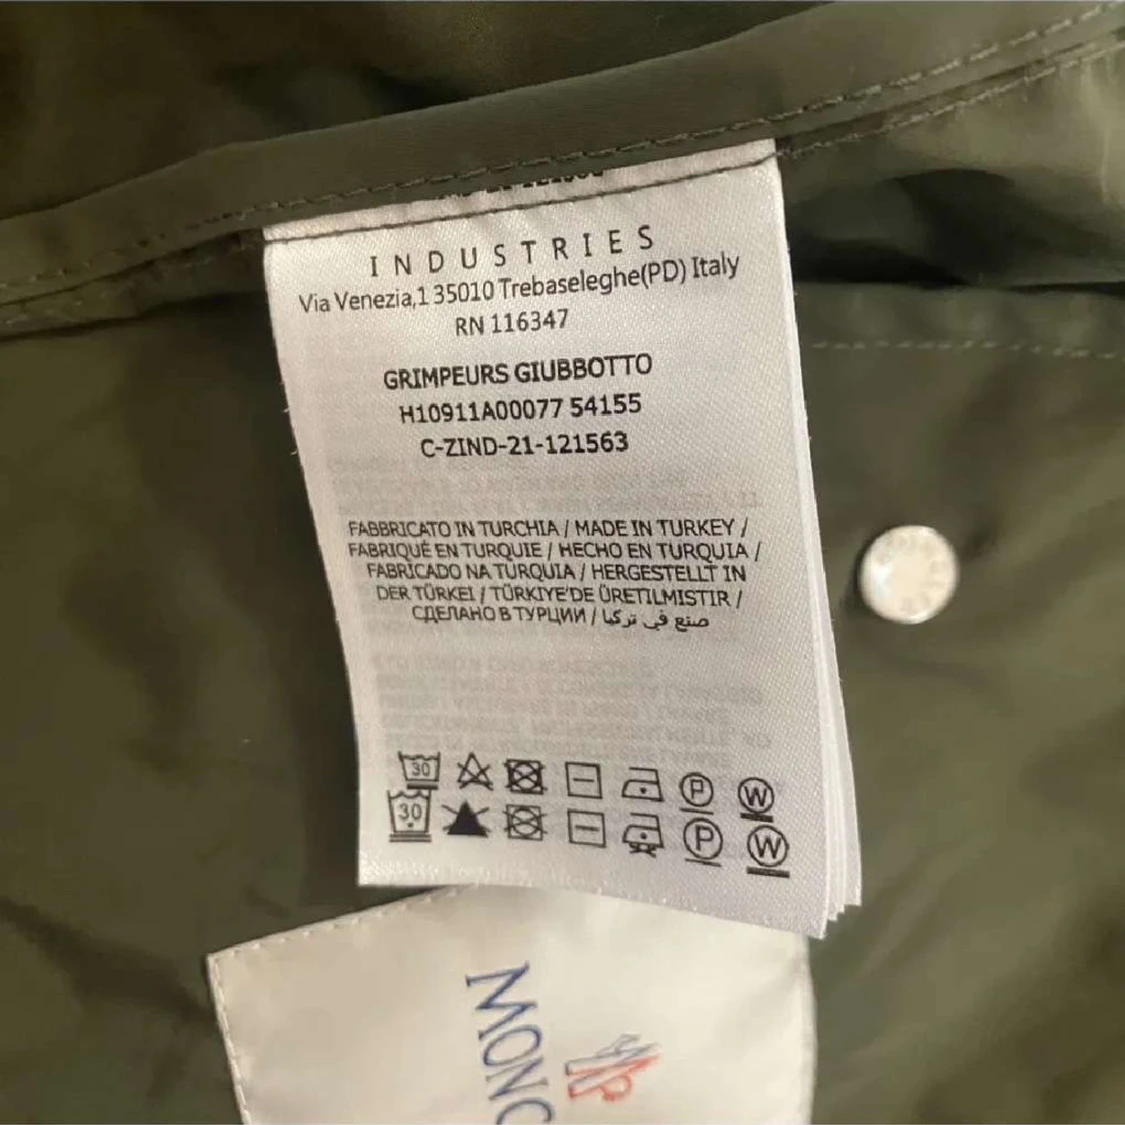 INDUSTRIES
Via Venezia,1 35010 Trebaseleghe(PD) Italy
RN 116347
GRIMPEURS GIUBBOTTO
H10911A00077 54155
C-ZIND-21-121563
FABBRICATO IN TURCHIA / MADE IN TURKEY /
FABRIQUÉ EN TURQUIE / HECHO EN TURQUIA /
FABRICADO NA TURQUIA / HERGESTELLT IN
DER TÜRKEI / TÜRKIYE'DE ÜRETILMISTIR /
СДЕЛАНО В ТУРЦИИ / صنع في تركيا
30 P W
30 P W
MONC